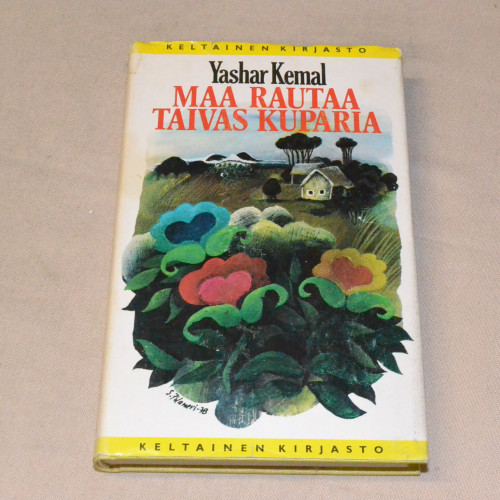 KELTAINEN KIRJASTO
Yashar Kemal
MAA RAUTAA
TAIVAS KUPARIA
KELTAINEN KIRJASTO